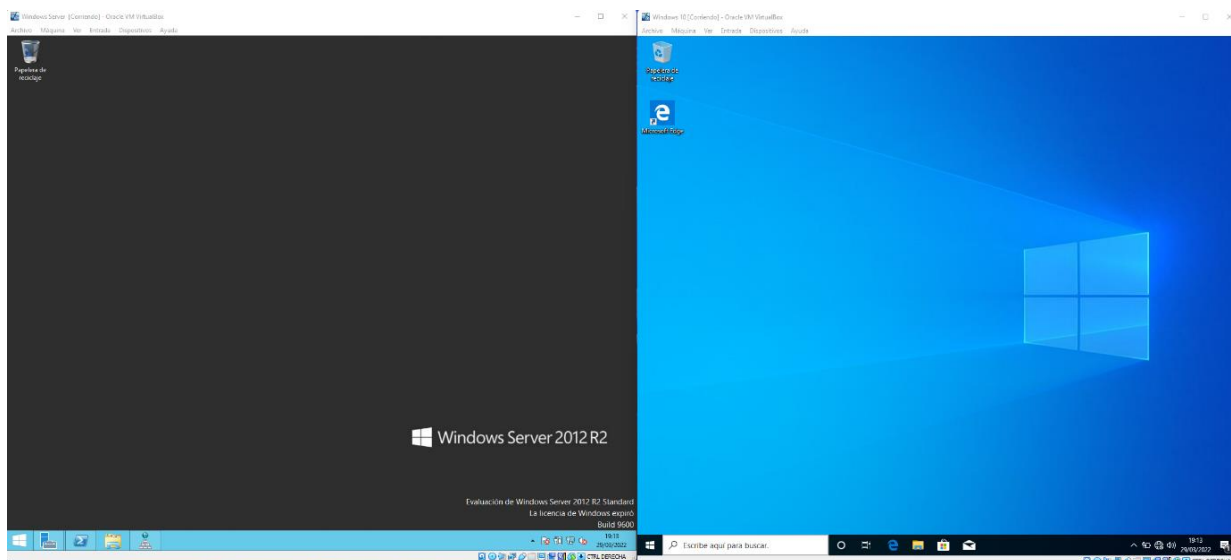 Windows Server [Corriendo] - Oracle VM VirtualBox
Archivo Máquina Ver Entrada Dispositivos Ayuda
Papelera de
reciclaje
Windows Server 2012 R2
Evaluación de Windows Server 2012 R2 Standard
La licencia de Windows expiró
Build 9600
19:13
29/03/2022
CTRL DERECHA
Windows 10 [Corriendo] - Oracle VM VirtualBox
Archivo Máquina Ver Entrada Dispositivos Ayuda
Papelera de
reciclaje
Microsoft Edge
Escribe aquí para buscar.
19:13
29/03/2022